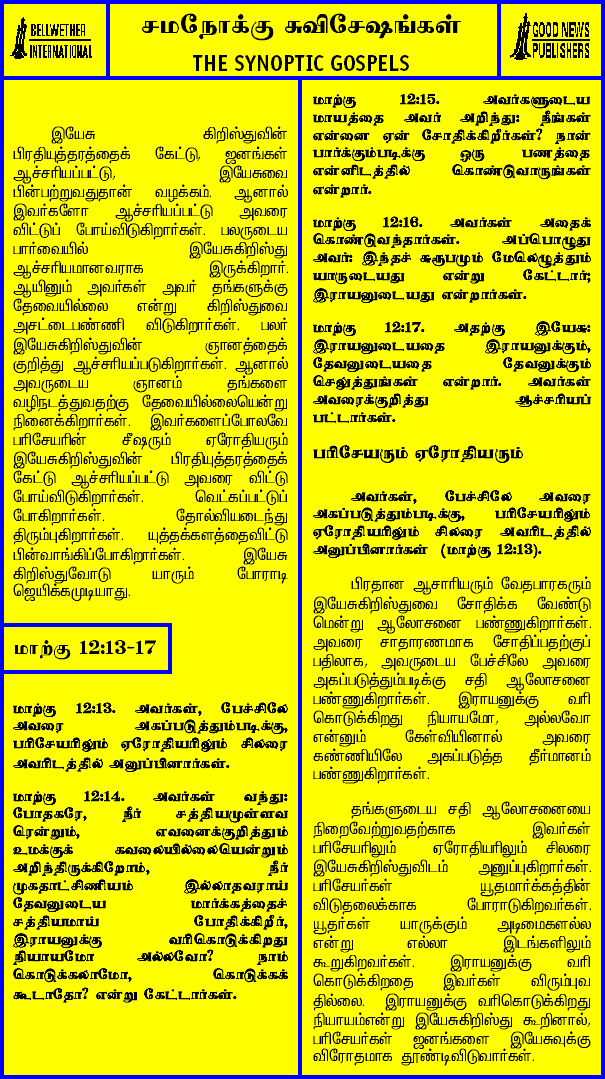 BELLWETHER
INTERNATIONAL
சமநோக்கு சுவிசேஷங்கள்
THE SYNOPTIC GOSPELS
GOOD NEWS
PUBLISHERS
இயேசு கிறிஸ்துவின்
பிரதியுத்தரத்தைக் கேட்டு, ஜனங்கள்
ஆச்சரியப்பட்டு, இயேசுவை
பின்பற்றுவதுதான் வழக்கம். ஆனால்
இவர்களோ ஆச்சரியப்பட்டு அவரை
விட்டுப் போய்விடுகிறார்கள். பலருடைய
பார்வையில் இயேசுகிறிஸ்து
ஆச்சரியமானவராக இருக்கிறார்.
ஆயினும் அவர்கள் அவர் தங்களுக்கு
தேவையில்லை என்று கிறிஸ்துவை
அசட்டைபண்ணி விடுகிறார்கள். பலர்
இயேசுகிறிஸ்துவின் ஞானத்தைக்
குறித்து ஆச்சரியப்படுகிறார்கள். ஆனால்
அவருடைய ஞானம் தங்களை
வழிநடத்துவதற்கு தேவையில்லையென்று
நினைக்கிறார்கள். இவர்களைப்போலவே
பரிசேயரின் சீஷரும் ஏரோதியரும்
இயேசுகிறிஸ்துவின் பிரதியுத்தரத்தைக்
கேட்டு ஆச்சரியப்பட்டு அவரை விட்டு
போய்விடுகிறார்கள். வெட்கப்பட்டுப்
போகிறார்கள். தோல்வியடைந்து
திரும்புகிறார்கள். யுத்தக்களத்தைவிட்டு
பின்வாங்கிப்போகிறார்கள். இயேசு
கிறிஸ்துவோடு யாரும் போராடி
ஜெயிக்கமுடியாது.
மாற்கு 12:13-17
மாற்கு 12:13. அவர்கள், பேச்சிலே
அவரை அகப்படுத்தும்படிக்கு,
பரிசேயரிலும் ஏரோதியரிலும் சிலரை
அவரிடத்தில் அனுப்பினார்கள்.
மாற்கு 12:14. அவர்கள் வந்து:
போதகரே, நீர் சத்தியமுள்ளவ
ரென்றும், எவனைக்குறித்தும்
உமக்குக் கவலையில்லையென்றும்
அறிந்திருக்கிறோம், நீர்
முகதாட்சிணியம் இல்லாதவராய்
தேவனுடைய மார்க்கத்தைச்
சத்தியமாய் போதிக்கிறீர்,
இராயனுக்கு வரிகொடுக்கிறது
நியாயமோ அல்லவோ? நாம்
கொடுக்கலாமோ, கொடுக்கக்
கூடாதோ? என்று கேட்டார்கள்.
மாற்கு 12:15. அவர்களுடைய
மாயத்தை அவர் அறிந்து: நீங்கள்
என்னை ஏன் சோதிக்கிறீர்கள்? நான்
பார்க்கும்படிக்கு ஒரு பணத்தை
என்னிடத்தில் கொண்டுவாருங்கள்
என்றார்.
மாற்கு 12:16. அவர்கள் அதைக்
கொண்டுவந்தார்கள். அப்பொழுது
அவர்: இந்தச் சுரூபமும் மேலெழுத்தும்
யாருடையது என்று கேட்டார்;
இராயனுடையது என்றார்கள்.
மாற்கு 12:17. அதற்கு இயேசு:
இராயனுடையதை இராயனுக்கும்,
தேவனுடையதை தேவனுக்கும்
செலுத்துங்கள் என்றார். அவர்கள்
அவரைக்குறித்து ஆச்சரியப்
பட்டார்கள்.
பரிசேயரும் ஏரோதியரும்
அவர்கள், பேச்சிலே அவரை
அகப்படுத்தும்படிக்கு, பரிசேயரிலும்
ஏரோதியரிலும் சிலரை அவரிடத்தில்
அனுப்பினார்கள் (மாற்கு 12:13).
பிரதான ஆசாரியரும் வேதபாரகரும்
இயேசுகிறிஸ்துவை சோதிக்க வேண்டு
மென்று ஆலோசனை பண்ணுகிறார்கள்.
அவரை சாதாரணமாக சோதிப்பதற்குப்
பதிலாக, அவருடைய பேச்சிலே அவரை
அகப்படுத்தும்படிக்கு சதி ஆலோசனை
பண்ணுகிறார்கள். இராயனுக்கு வரி
கொடுக்கிறது நியாயமோ, அல்லவோ
என்னும் கேள்வியினால் அவரை
கண்ணியிலே அகப்படுத்த தீர்மானம்
பண்ணுகிறார்கள்.
தங்களுடைய சதி ஆலோசனையை
நிறைவேற்றுவதற்காக இவர்கள்
பரிசேயரிலும் ஏரோதியரிலும் சிலரை
இயேசுகிறிஸ்துவிடம் அனுப்புகிறார்கள்.
பரிசேயர்கள் யூதமார்க்கத்தின்
விடுதலைக்காக போராடுகிறவர்கள்.
யூதர்கள் யாருக்கும் அடிமைகளல்ல
என்று எல்லா இடங்களிலும்
கூறுகிறவர்கள். இராயனுக்கு வரி
கொடுக்கிறதை இவர்கள் விரும்புவ
தில்லை. இராயனுக்கு வரிகொடுக்கிறது
நியாயம்என்று இயேசுகிறிஸ்து கூறினால்,
பரிசேயர்கள் ஜனங்களை இயேசுவுக்கு
விரோதமாக தூண்டிவிடுவார்கள்.